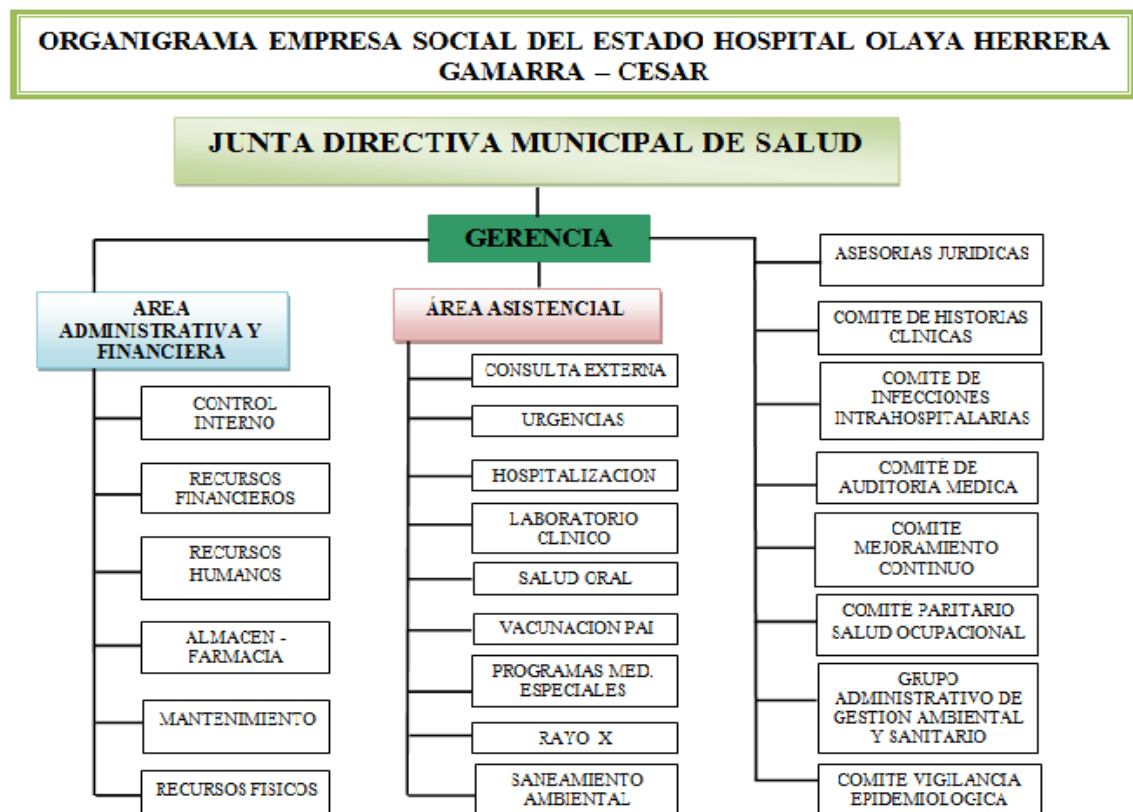 ORGANIGRAMA EMPRESA SOCIAL DEL ESTADO HOSPITAL OLAYA HERRERA
GAMARRA – CESAR
JUNTA DIRECTIVA MUNICIPAL DE SALUD
GERENCIA
AREA
ADMINISTRATIVA Y
FINANCIERA
CONTROL
INTERNO
RECURSOS
FINANCIEROS
RECURSOS
HUMANOS
ALMACEN -
FARMACIA
MANTENIMIENTO
RECURSOS FISICOS
ÁREA ASISTENCIAL
CONSULTA EXTERNA
URGENCIAS
HOSPITALIZACION
LABORATORIO
CLINICO
SALUD ORAL
VACUNACION PAI
PROGRAMAS MED.
ESPECIALES
RAYO X
SANEAMIENTO
AMBIENTAL
ASESORIAS JURIDICAS
COMITE DE HISTORIAS
CLINICAS
COMITE DE
INFECCIONES
INTRAHOSPITALARIAS
COMITÉ DE
AUDITORIA MEDICA
COMITE
MEJORAMIENTO
CONTINUO
COMITÉ PARITARIO
SALUD OCUPACIONAL
GRUPO
ADMINISTRATIVO DE
GESTION AMBIENTAL
Y SANITARIO
COMITE VIGILANCIA
EPIDEMIOLOGICA